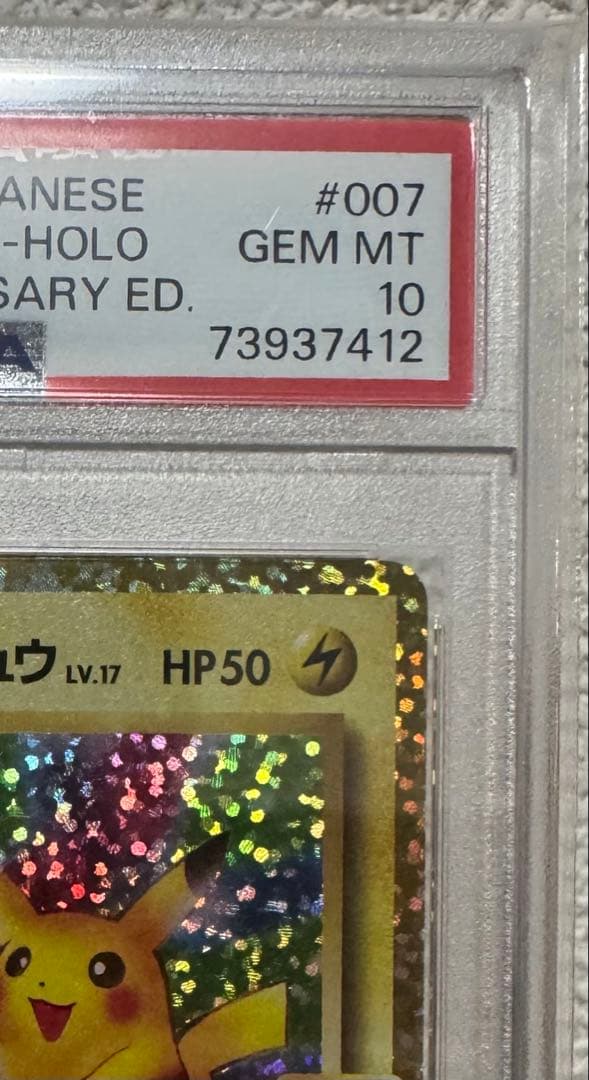 ANESE #007
-HOLO GEM MT
SARY ED. 10
73937412
ュウ LV.17 HP50